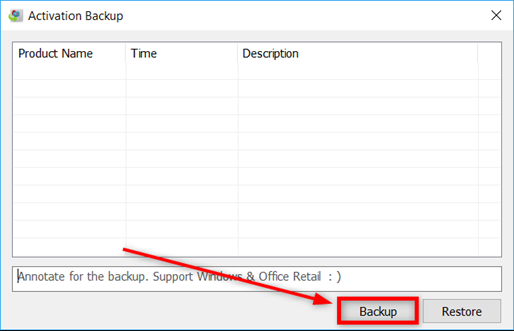 Activation Backup
Product Name Time Description
Annotate for the backup. Support Windows & Office Retail : )
Backup Restore